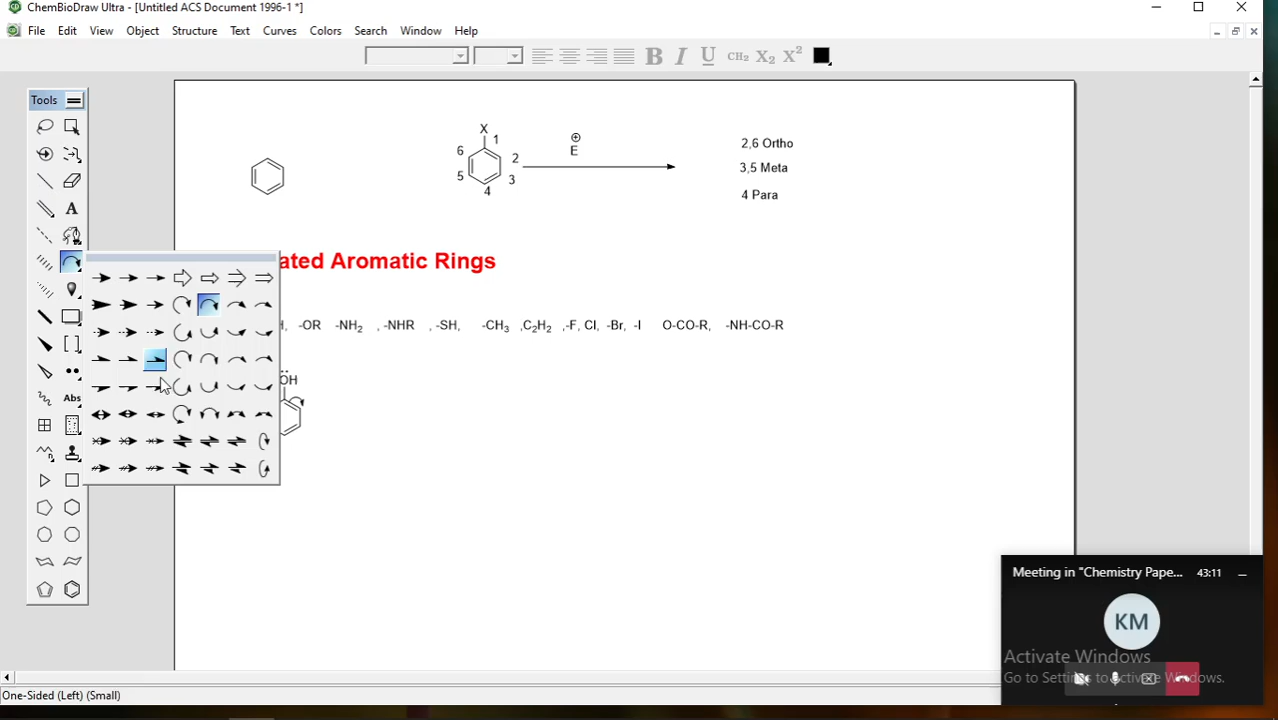 ChemBioDraw Ultra - [Untitled ACS Document 1996-1 *]
File Edit View Object Structure Text Curves Colors Search Window Help
B I U CH2 X2 X2
Tools
A
Abs
X
1
6
2
5
3
4
⊕
E
2,6 Ortho
3,5 Meta
4 Para
ated Aromatic Rings
H, -OR -NH2 , -NHR , -SH, -CH3 ,C2H2 ,-F, Cl, -Br, -I O-CO-R, -NH-CO-R
OH
Meeting in "Chemistry Pape... 43:11
KM
Activate Windows
Go to Settings to Activate Windows.
One-Sided (Left) (Small)